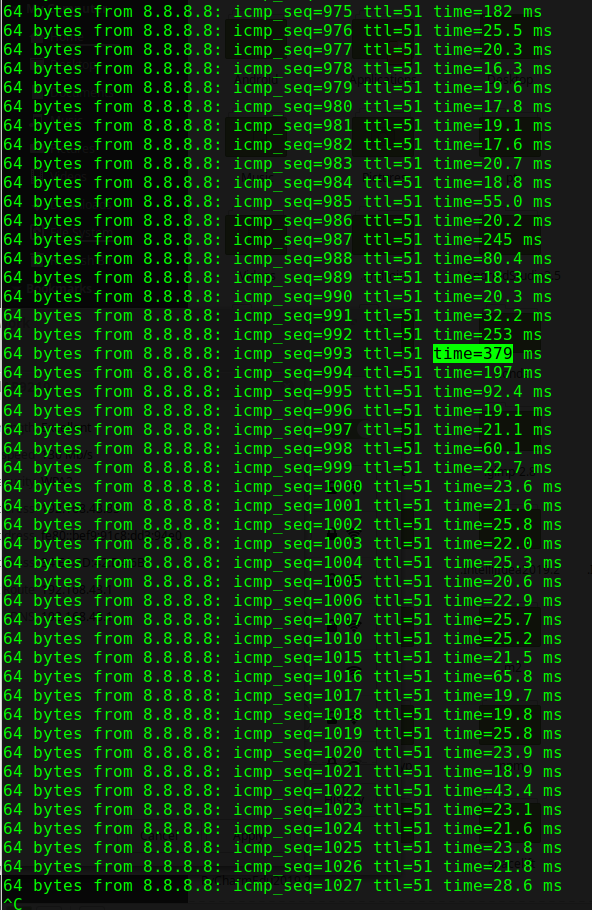 64 bytes from 8.8.8.8: icmp_seq=975 ttl=51 time=182 ms
64 bytes from 8.8.8.8: icmp_seq=976 ttl=51 time=25.5 ms
64 bytes from 8.8.8.8: icmp_seq=977 ttl=51 time=20.3 ms
64 bytes from 8.8.8.8: icmp_seq=978 ttl=51 time=16.3 ms
64 bytes from 8.8.8.8: icmp_seq=979 ttl=51 time=19.6 ms
64 bytes from 8.8.8.8: icmp_seq=980 ttl=51 time=17.8 ms
64 bytes from 8.8.8.8: icmp_seq=981 ttl=51 time=19.1 ms
64 bytes from 8.8.8.8: icmp_seq=982 ttl=51 time=17.6 ms
64 bytes from 8.8.8.8: icmp_seq=983 ttl=51 time=20.7 ms
64 bytes from 8.8.8.8: icmp_seq=984 ttl=51 time=18.8 ms
64 bytes from 8.8.8.8: icmp_seq=985 ttl=51 time=55.0 ms
64 bytes from 8.8.8.8: icmp_seq=986 ttl=51 time=20.2 ms
64 bytes from 8.8.8.8: icmp_seq=987 ttl=51 time=245 ms
64 bytes from 8.8.8.8: icmp_seq=988 ttl=51 time=80.4 ms
64 bytes from 8.8.8.8: icmp_seq=989 ttl=51 time=18.3 ms
64 bytes from 8.8.8.8: icmp_seq=990 ttl=51 time=20.3 ms
64 bytes from 8.8.8.8: icmp_seq=991 ttl=51 time=32.2 ms
64 bytes from 8.8.8.8: icmp_seq=992 ttl=51 time=253 ms
64 bytes from 8.8.8.8: icmp_seq=993 ttl=51 time=379 ms
64 bytes from 8.8.8.8: icmp_seq=994 ttl=51 time=197 ms
64 bytes from 8.8.8.8: icmp_seq=995 ttl=51 time=92.4 ms
64 bytes from 8.8.8.8: icmp_seq=996 ttl=51 time=19.1 ms
64 bytes from 8.8.8.8: icmp_seq=997 ttl=51 time=21.1 ms
64 bytes from 8.8.8.8: icmp_seq=998 ttl=51 time=60.1 ms
64 bytes from 8.8.8.8: icmp_seq=999 ttl=51 time=22.7 ms
64 bytes from 8.8.8.8: icmp_seq=1000 ttl=51 time=23.6 ms
64 bytes from 8.8.8.8: icmp_seq=1001 ttl=51 time=21.6 ms
64 bytes from 8.8.8.8: icmp_seq=1002 ttl=51 time=25.8 ms
64 bytes from 8.8.8.8: icmp_seq=1003 ttl=51 time=22.0 ms
64 bytes from 8.8.8.8: icmp_seq=1004 ttl=51 time=25.2 ms
64 bytes from 8.8.8.8: icmp_seq=1005 ttl=51 time=20.6 ms
64 bytes from 8.8.8.8: icmp_seq=1006 ttl=51 time=22.9 ms
64 bytes from 8.8.8.8: icmp_seq=1007 ttl=51 time=25.7 ms
64 bytes from 8.8.8.8: icmp_seq=1010 ttl=51 time=25.2 ms
64 bytes from 8.8.8.8: icmp_seq=1015 ttl=51 time=21.5 ms
64 bytes from 8.8.8.8: icmp_seq=1016 ttl=51 time=65.8 ms
64 bytes from 8.8.8.8: icmp_seq=1017 ttl=51 time=19.7 ms
64 bytes from 8.8.8.8: icmp_seq=1018 ttl=51 time=19.8 ms
64 bytes from 8.8.8.8: icmp_seq=1019 ttl=51 time=25.8 ms
64 bytes from 8.8.8.8: icmp_seq=1020 ttl=51 time=23.9 ms
64 bytes from 8.8.8.8: icmp_seq=1021 ttl=51 time=18.9 ms
64 bytes from 8.8.8.8: icmp_seq=1022 ttl=51 time=43.4 ms
64 bytes from 8.8.8.8: icmp_seq=1023 ttl=51 time=23.1 ms
64 bytes from 8.8.8.8: icmp_seq=1024 ttl=51 time=21.6 ms
64 bytes from 8.8.8.8: icmp_seq=1025 ttl=51 time=23.8 ms
64 bytes from 8.8.8.8: icmp_seq=1026 ttl=51 time=21.8 ms
64 bytes from 8.8.8.8: icmp_seq=1027 ttl=51 time=28.6 ms
^C